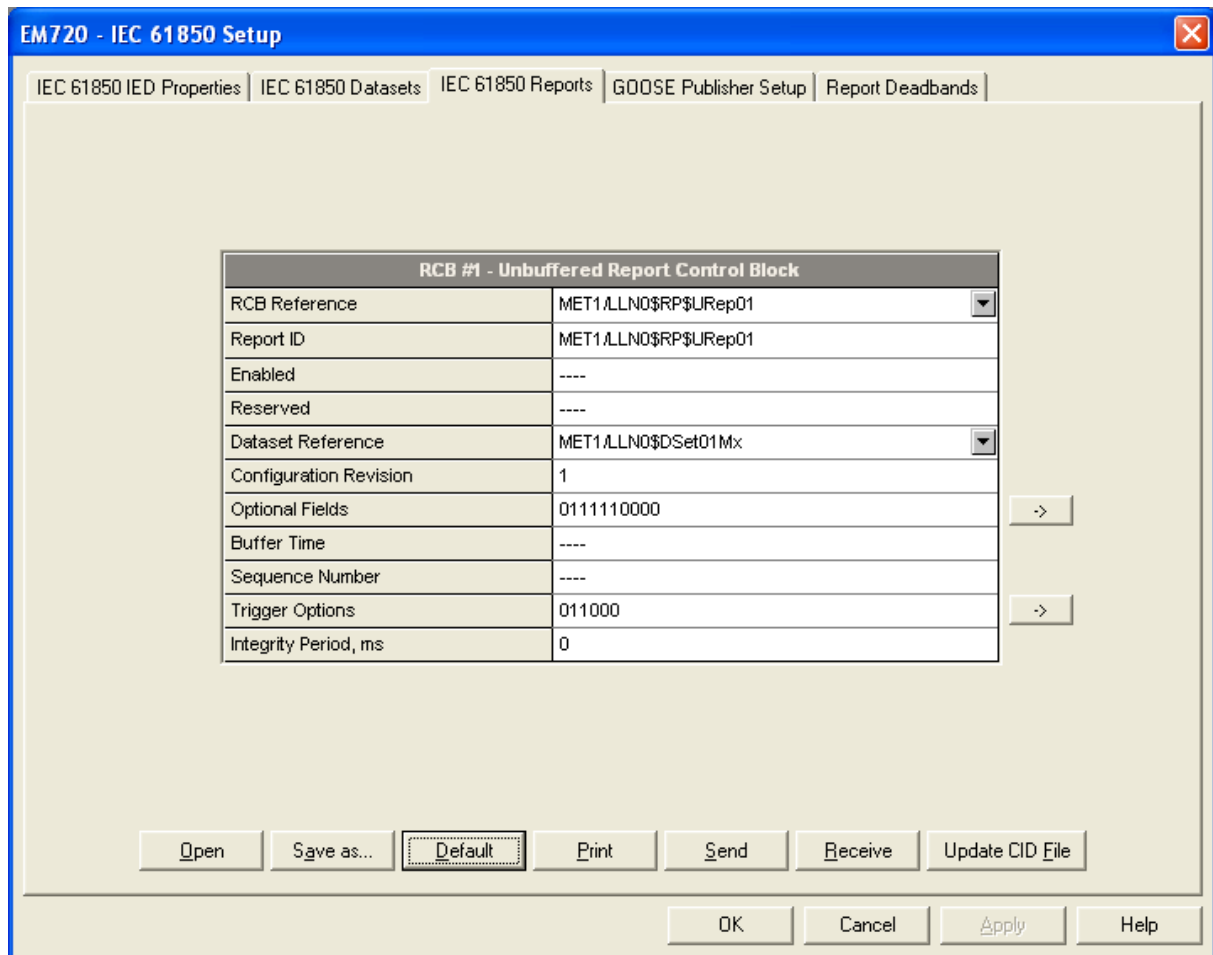 EM720 - IEC 61850 Setup
IEC 61850 IED Properties IEC 61850 Datasets IEC 61850 Reports GOOSE Publisher Setup Report Deadbands
RCB #1 - Unbuffered Report Control Block
RCB Reference MET1/LLN0$RP$URep01
Report ID MET1/LLN0$RP$URep01
Enabled ----
Reserved ----
Dataset Reference MET1/LLN0$DSet01Mx
Configuration Revision 1
Optional Fields 0111110000 ->
Buffer Time ----
Sequence Number ----
Trigger Options 011000 ->
Integrity Period, ms 0
Open Save as... Default Print Send Receive Update CID File
OK Cancel Apply Help